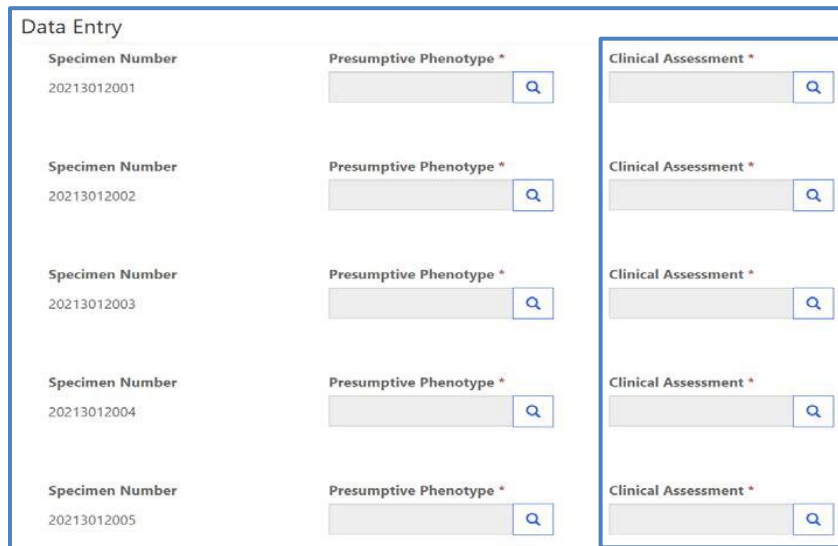 Data Entry
Specimen Number Presumptive Phenotype * Clinical Assessment *
20213012001
Specimen Number Presumptive Phenotype * Clinical Assessment *
20213012002
Specimen Number Presumptive Phenotype * Clinical Assessment *
20213012003
Specimen Number Presumptive Phenotype * Clinical Assessment *
20213012004
Specimen Number Presumptive Phenotype * Clinical Assessment *
20213012005